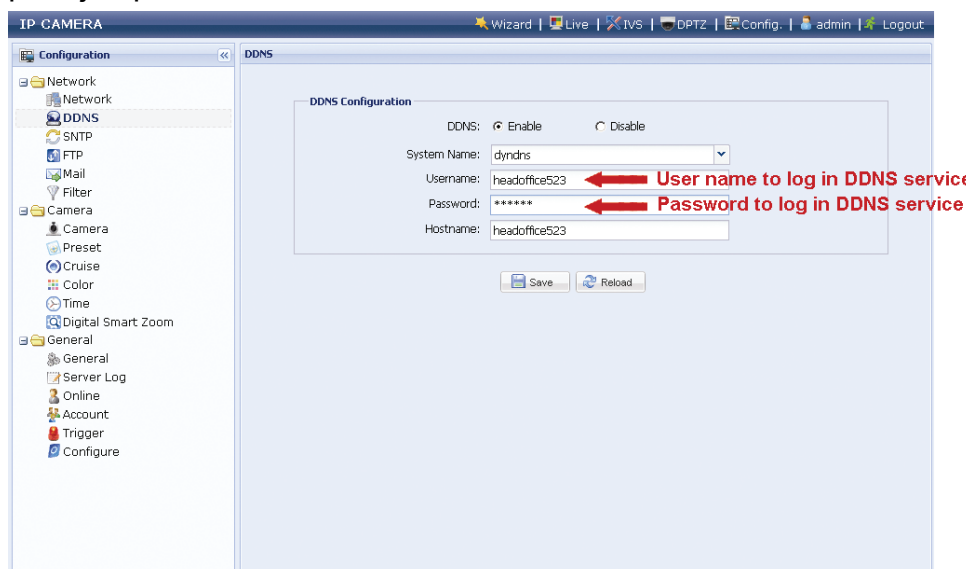 IP CAMERA Wizard | Live | IVS | DPTZ | Config. | admin | Logout
Configuration «
DDNS
Network
Network
DDNS
SNTP
FTP
Mail
Filter
Camera
Camera
Preset
Cruise
Color
Time
Digital Smart Zoom
General
General
Server Log
Online
Account
Trigger
Configure
DDNS Configuration
DDNS: Enable Disable
System Name: dyndns
Username: headoffice523 User name to log in DDNS service
Password: ****** Password to log in DDNS service
Hostname: headoffice523
Save Reload